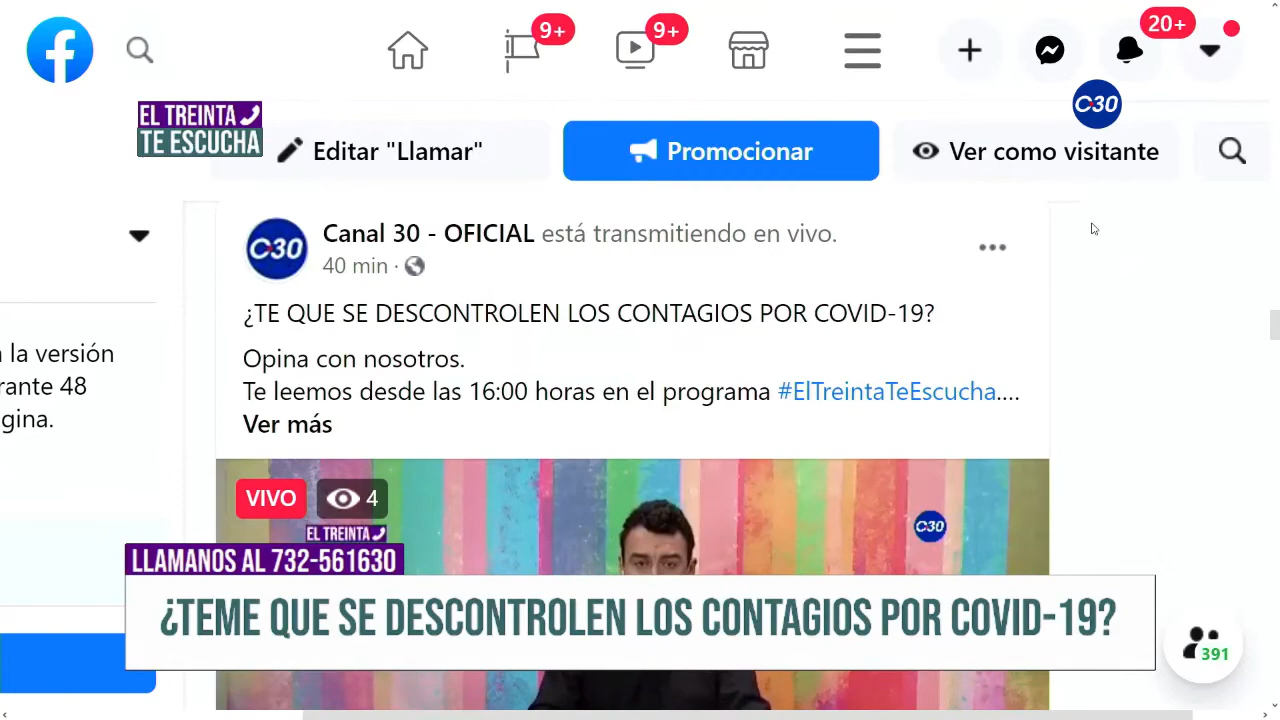 9+
9+
20+
C30
EL TREINTA
TE ESCUCHA
Editar "Llamar"
Promocionar
Ver como visitante
Canal 30 - OFICIAL está transmitiendo en vivo.
C30
40 min ·
¿TE QUE SE DESCONTROLEN LOS CONTAGIOS POR COVID-19?
a la versión
rante 48
gina.
Opina con nosotros.
Te leemos desde las 16:00 horas en el programa #ElTreintaTeEscucha....
Ver más
VIVO
4
C30
EL TREINTA
LLAMANOS AL 732-561630
¿TEME QUE SE DESCONTROLEN LOS CONTAGIOS POR COVID-19?
391